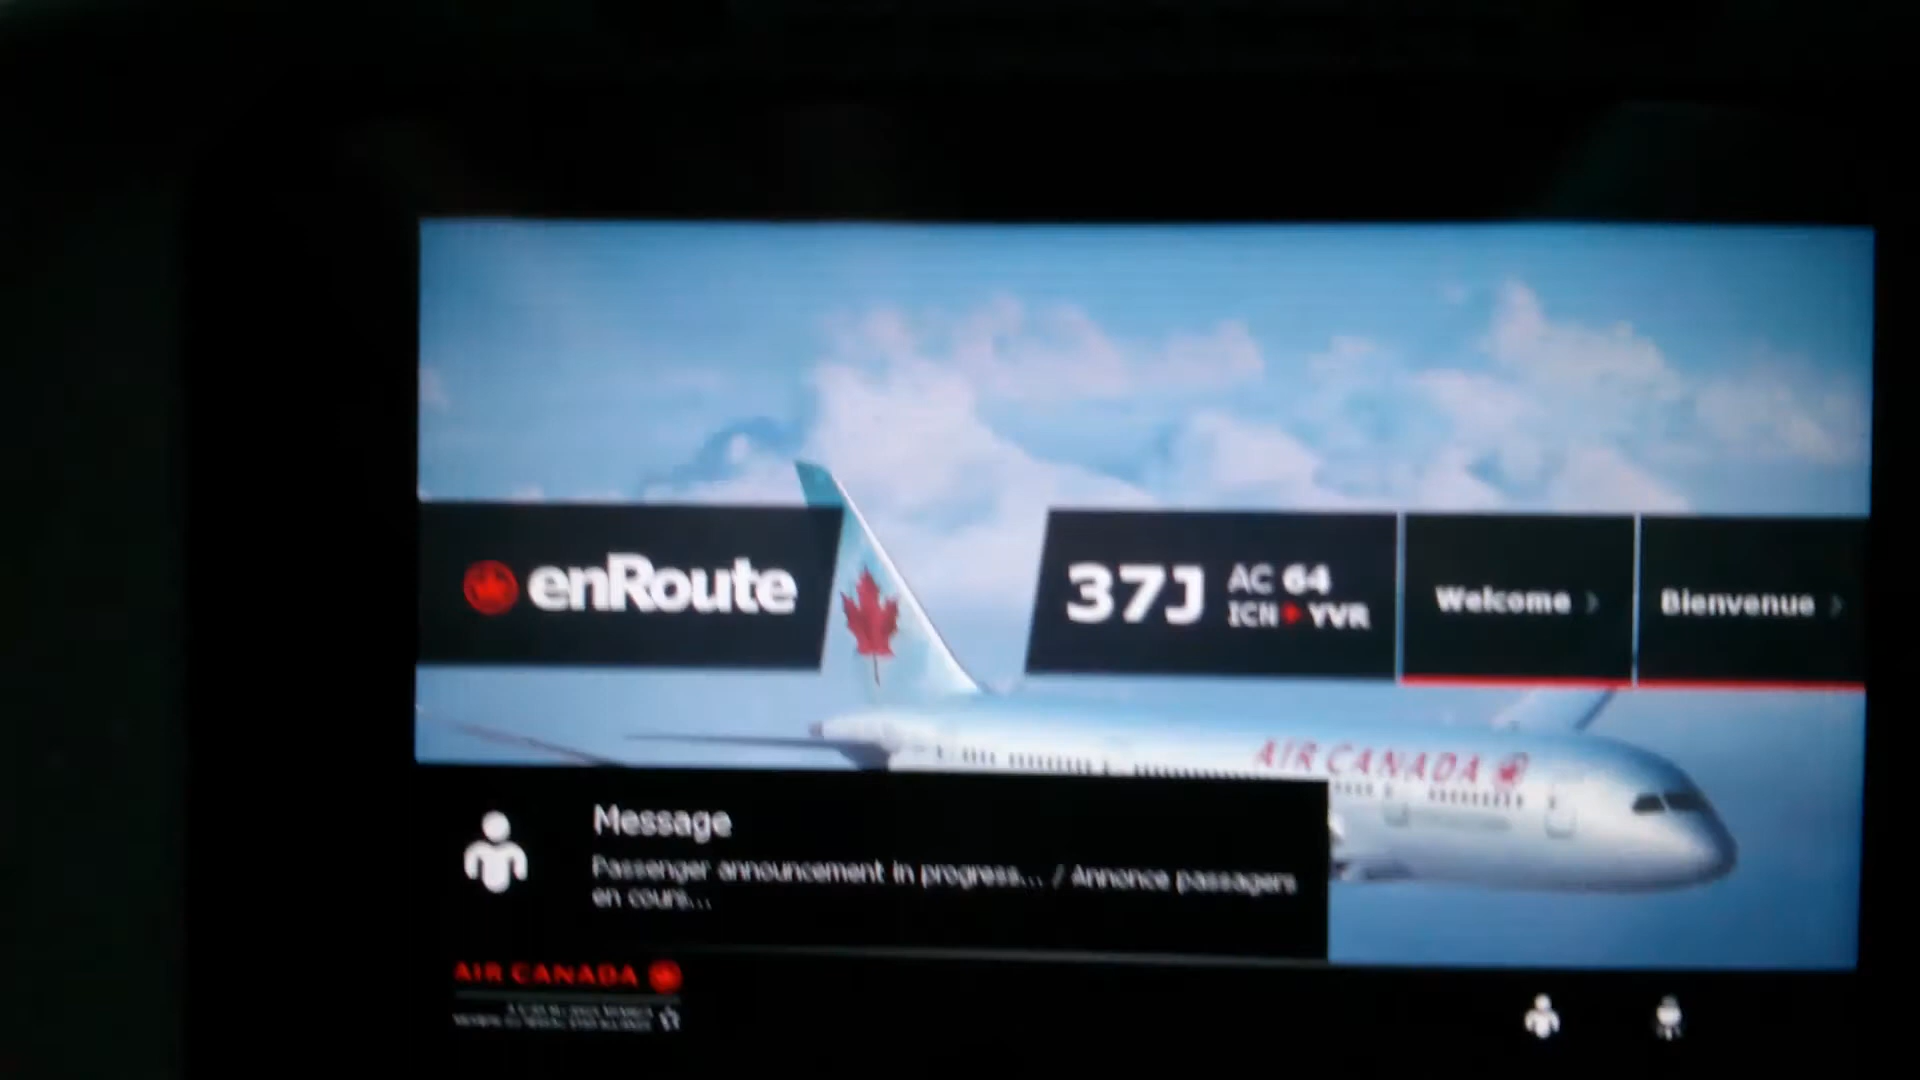 enRoute
37J
AC 64
ICN YVR
Welcome
Bienvenue
AIR CANADA
Message
Passenger announcement in progress... / Annonce passagers
en cours...
AIR CANADA